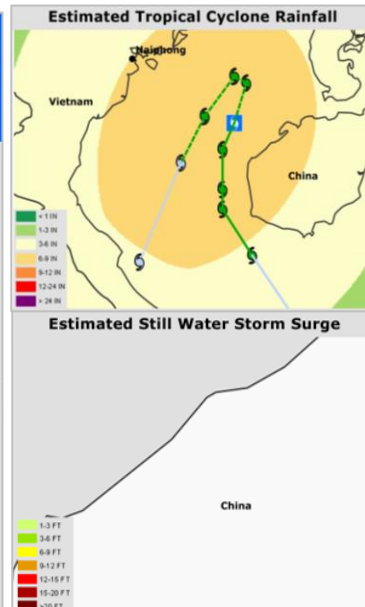 Estimated Tropical Cyclone Rainfall
Haiphong
Vietnam
China
< 1 IN
1-3 IN
3-6 IN
6-9 IN
9-12 IN
12-24 IN
> 24 IN
Estimated Still Water Storm Surge
China
1-3 FT
3-6 FT
6-9 FT
9-12 FT
12-15 FT
15-20 FT
>20 FT